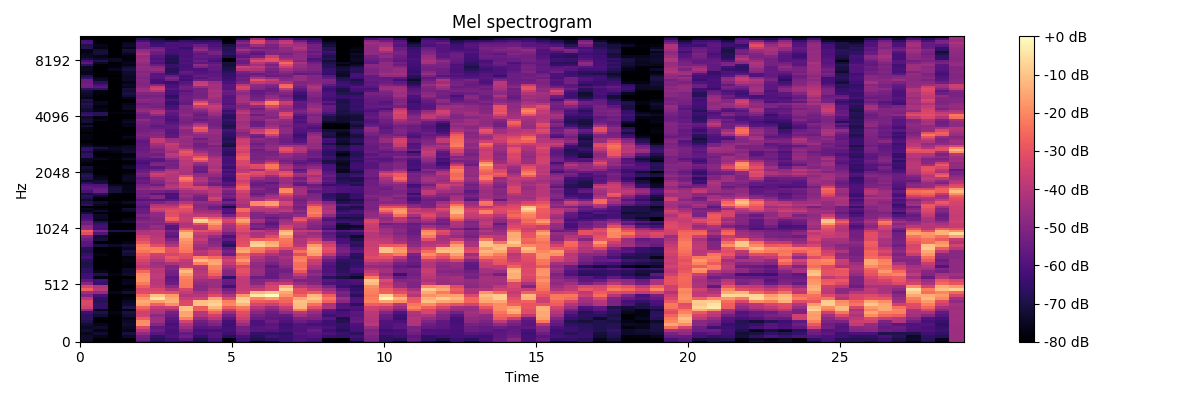 Mel spectrogram
Hz
8192
4096
2048
1024
512
0
0 5 10 15 20 25
Time
+0 dB
-10 dB
-20 dB
-30 dB
-40 dB
-50 dB
-60 dB
-70 dB
-80 dB